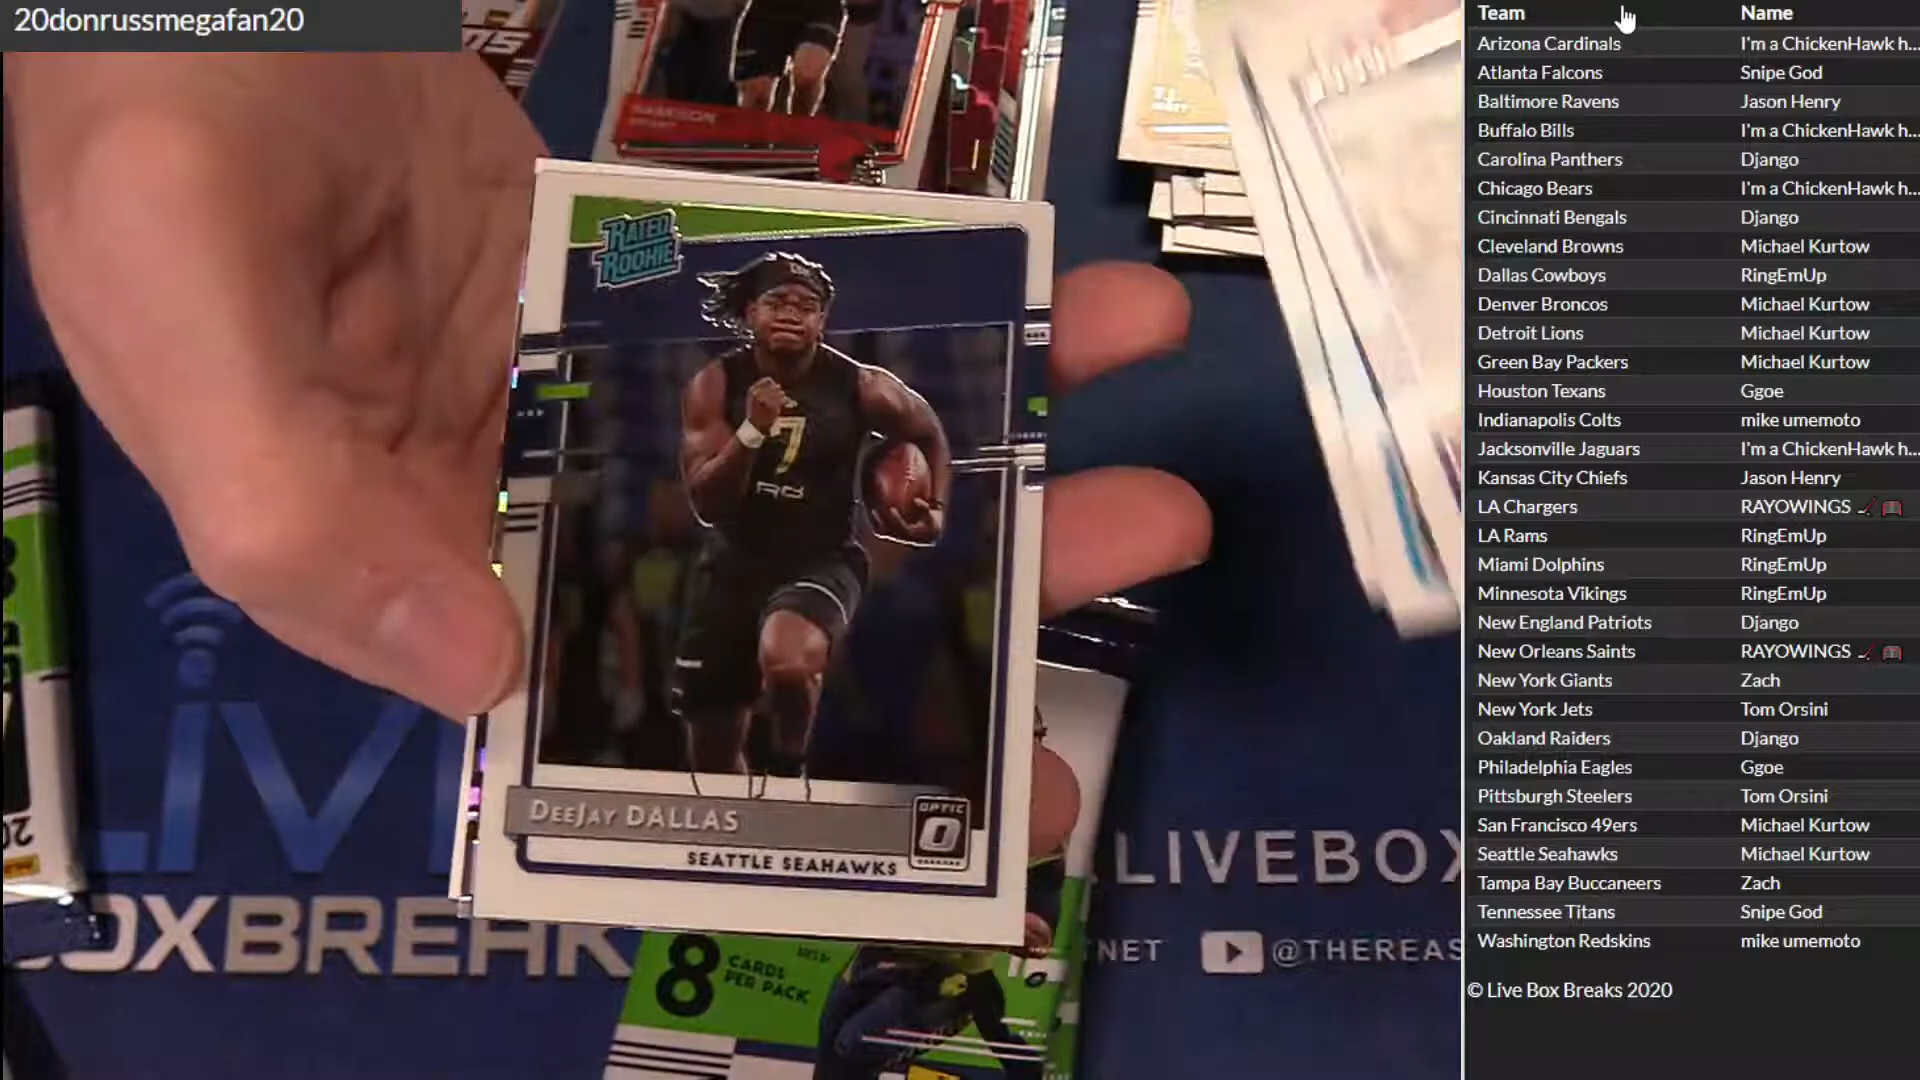 20donrussmegafan20
RATED
ROOKIE
7
DEEJAY DALLAS
OPTIC
SEATTLE SEAHAWKS
HARRISON
T.J.
LIVEBOX
BOXBREAK
NET
@THEREAS
8
CARDS
PER PACK
Team Name
Arizona Cardinals I'm a ChickenHawk h...
Atlanta Falcons Snipe God
Baltimore Ravens Jason Henry
Buffalo Bills I'm a ChickenHawk h...
Carolina Panthers Django
Chicago Bears I'm a ChickenHawk h...
Cincinnati Bengals Django
Cleveland Browns Michael Kurtow
Dallas Cowboys RingEmUp
Denver Broncos Michael Kurtow
Detroit Lions Michael Kurtow
Green Bay Packers Michael Kurtow
Houston Texans Ggoe
Indianapolis Colts mike umemoto
Jacksonville Jaguars I'm a ChickenHawk h...
Kansas City Chiefs Jason Henry
LA Chargers RAYOWINGS
LA Rams RingEmUp
Miami Dolphins RingEmUp
Minnesota Vikings RingEmUp
New England Patriots Django
New Orleans Saints RAYOWINGS
New York Giants Zach
New York Jets Tom Orsini
Oakland Raiders Django
Philadelphia Eagles Ggoe
Pittsburgh Steelers Tom Orsini
San Francisco 49ers Michael Kurtow
Seattle Seahawks Michael Kurtow
Tampa Bay Buccaneers Zach
Tennessee Titans Snipe God
Washington Redskins mike umemoto
© Live Box Breaks 2020